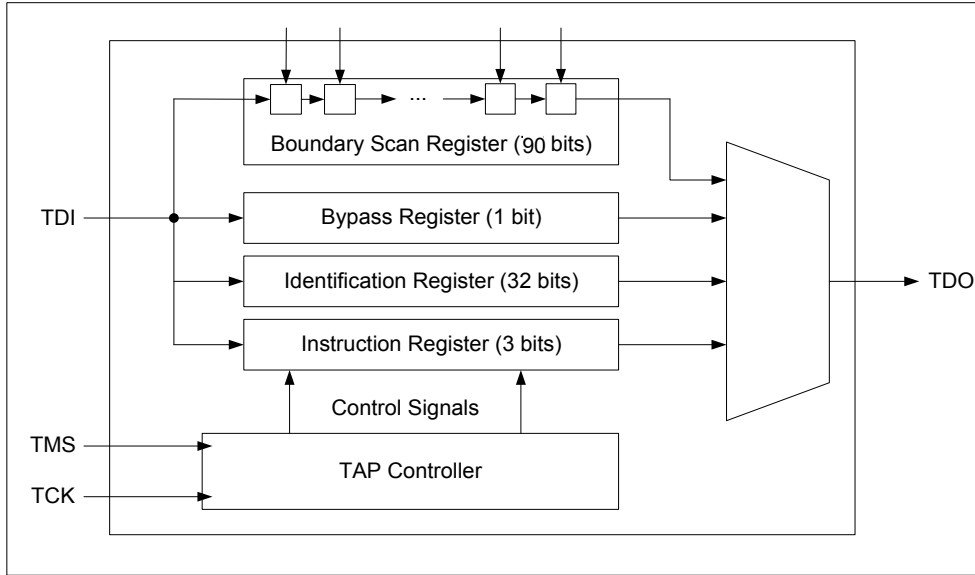 ...
Boundary Scan Register (90 bits)
TDI
Bypass Register (1 bit)
Identification Register (32 bits)
TDO
Instruction Register (3 bits)
Control Signals
TMS
TAP Controller
TCK